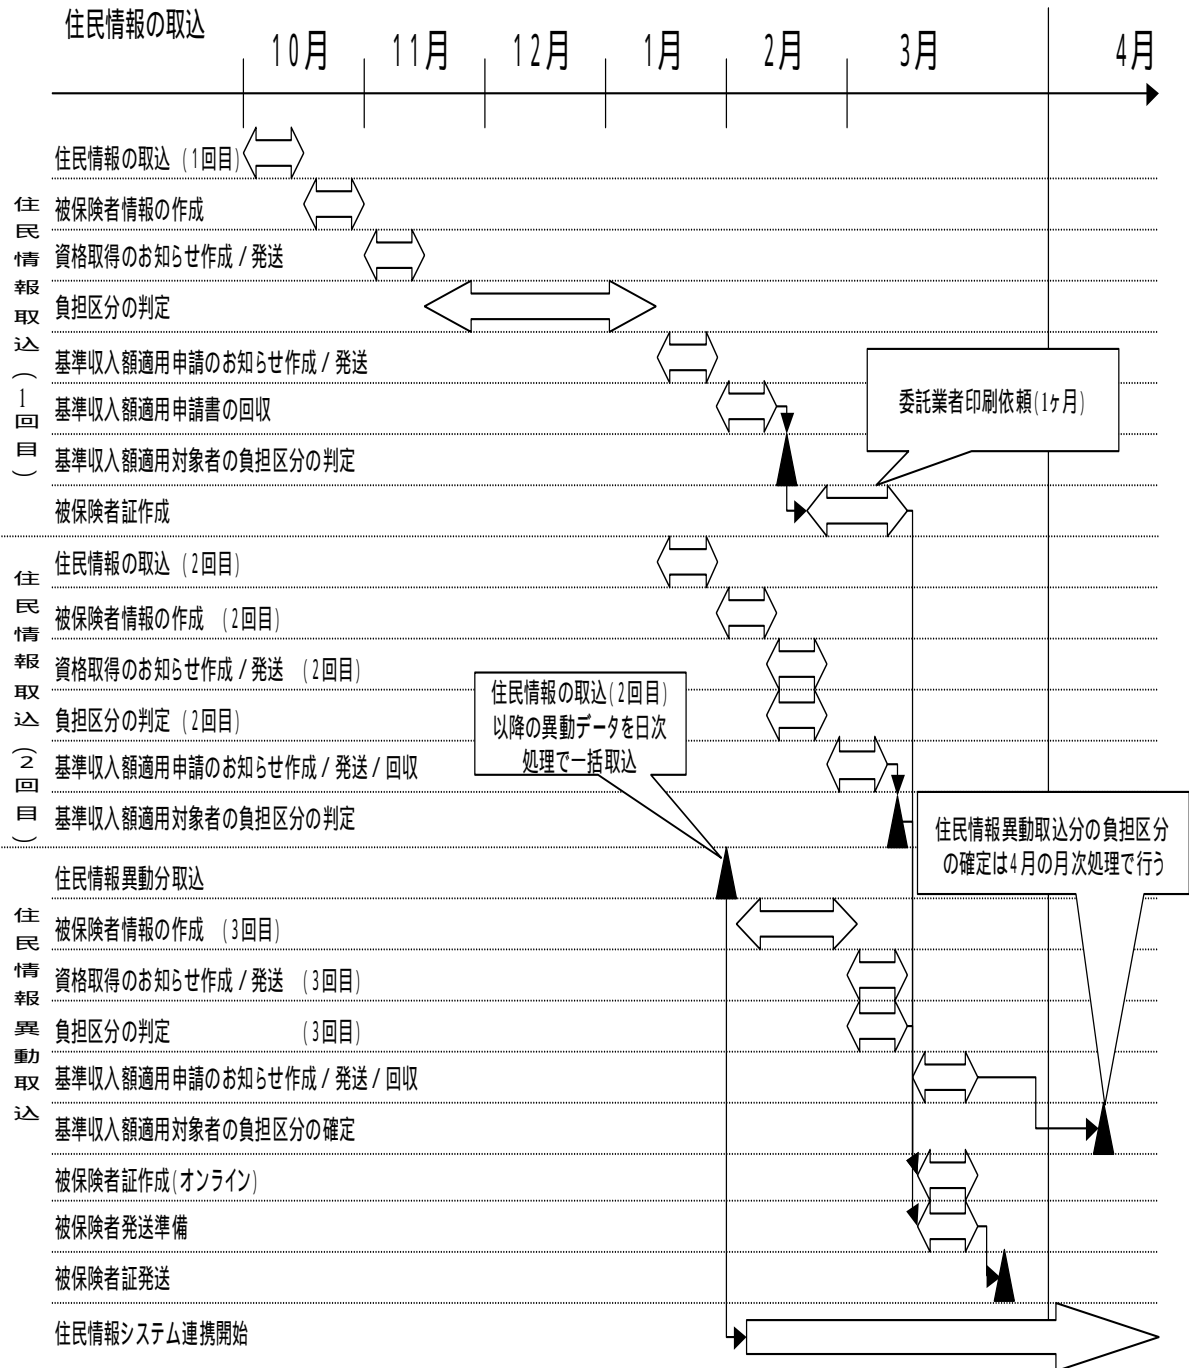 住民情報の取込
10月 11月 12月 1月 2月 3月 4月
住民情報取込(1回目)
住民情報の取込 (1回目)
被保険者情報の作成
資格取得のお知らせ作成/発送
負担区分の判定
基準収入額適用申請のお知らせ作成/発送
基準収入額適用申請書の回収
基準収入額適用対象者の負担区分の判定
被保険者証作成
委託業者印刷依頼(1ヶ月)
住民情報取込(2回目)
住民情報の取込 (2回目)
被保険者情報の作成 (2回目)
資格取得のお知らせ作成/発送 (2回目)
負担区分の判定 (2回目)
基準収入額適用申請のお知らせ作成/発送/回収
基準収入額適用対象者の負担区分の判定
住民情報の取込(2回目)
以降の異動データを日次
処理で一括取込
住民情報異動取込分の負担区分
の確定は4月の月次処理で行う
住民情報異動取込
住民情報異動分取込
被保険者情報の作成 (3回目)
資格取得のお知らせ作成/発送 (3回目)
負担区分の判定 (3回目)
基準収入額適用申請のお知らせ作成/発送/回収
基準収入額適用対象者の負担区分の確定
被保険者証作成(オンライン)
被保険者発送準備
被保険者証発送
住民情報システム連携開始